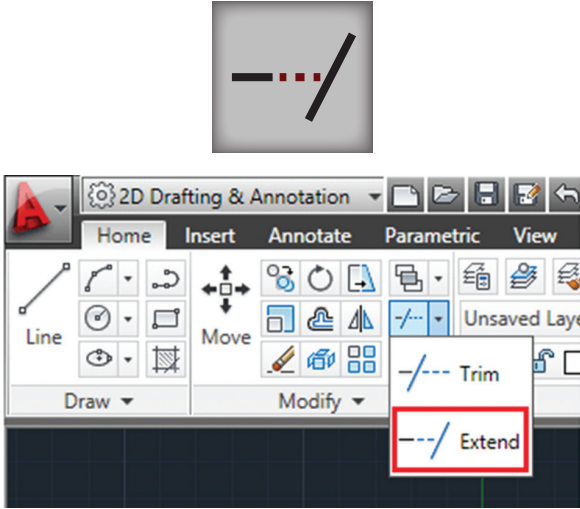 2D Drafting & Annotation
Home Insert Annotate Parametric View
Line
Move
Unsaved Laye
Trim
Extend
Draw
Modify